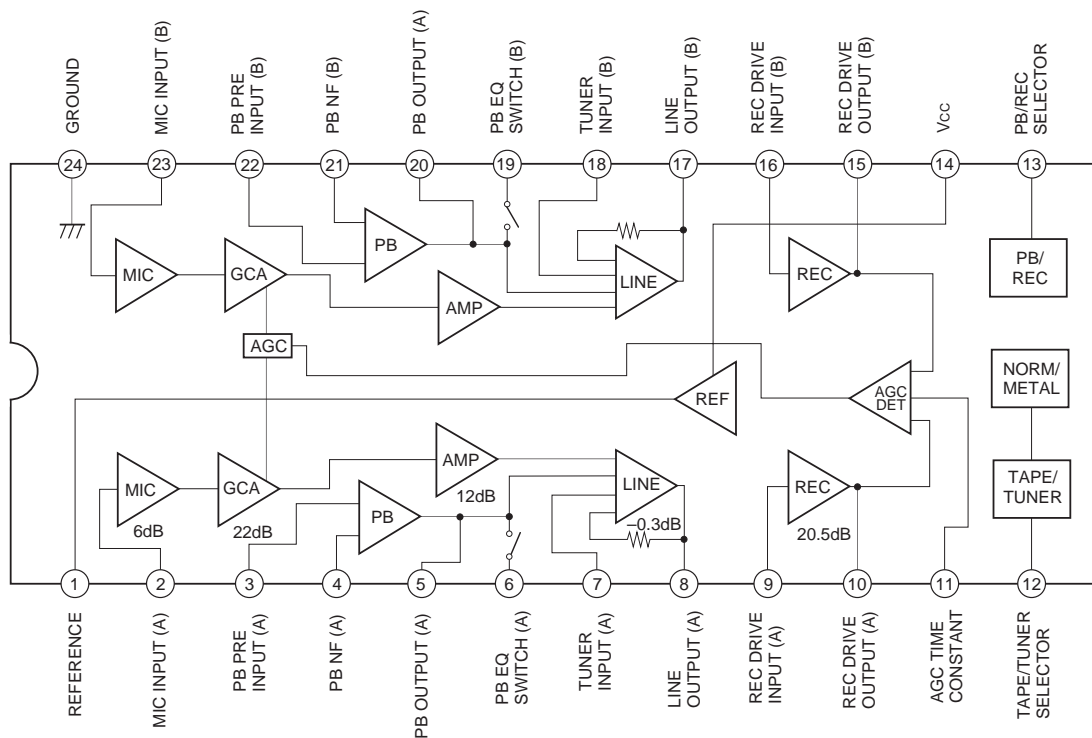 GROUND
MIC INPUT (B)
PB PRE
INPUT (B)
PB NF (B)
PB OUTPUT (A)
PB EQ
SWITCH (B)
TUNER
INPUT (B)
LINE
OUTPUT (B)
REC DRIVE
INPUT (B)
REC DRIVE
OUTPUT (B)
VCC
PB/REC
SELECTOR
24
23
22
21
20
19
18
17
16
15
14
13
MIC
GCA
PB
AMP
LINE
REC
PB/
REC
AGC
REF
AGC
DET
NORM/
METAL
MIC
6dB
GCA
22dB
PB
AMP
12dB
LINE
–0.3dB
REC
20.5dB
TAPE/
TUNER
1
2
3
4
5
6
7
8
9
10
11
12
REFERENCE
MIC INPUT (A)
PB PRE
INPUT (A)
PB NF (A)
PB OUTPUT (A)
PB EQ
SWITCH (A)
TUNER
INPUT (A)
LINE
OUTPUT (A)
REC DRIVE
INPUT (A)
REC DRIVE
OUTPUT (A)
AGC TIME
CONSTANT
TAPE/TUNER
SELECTOR